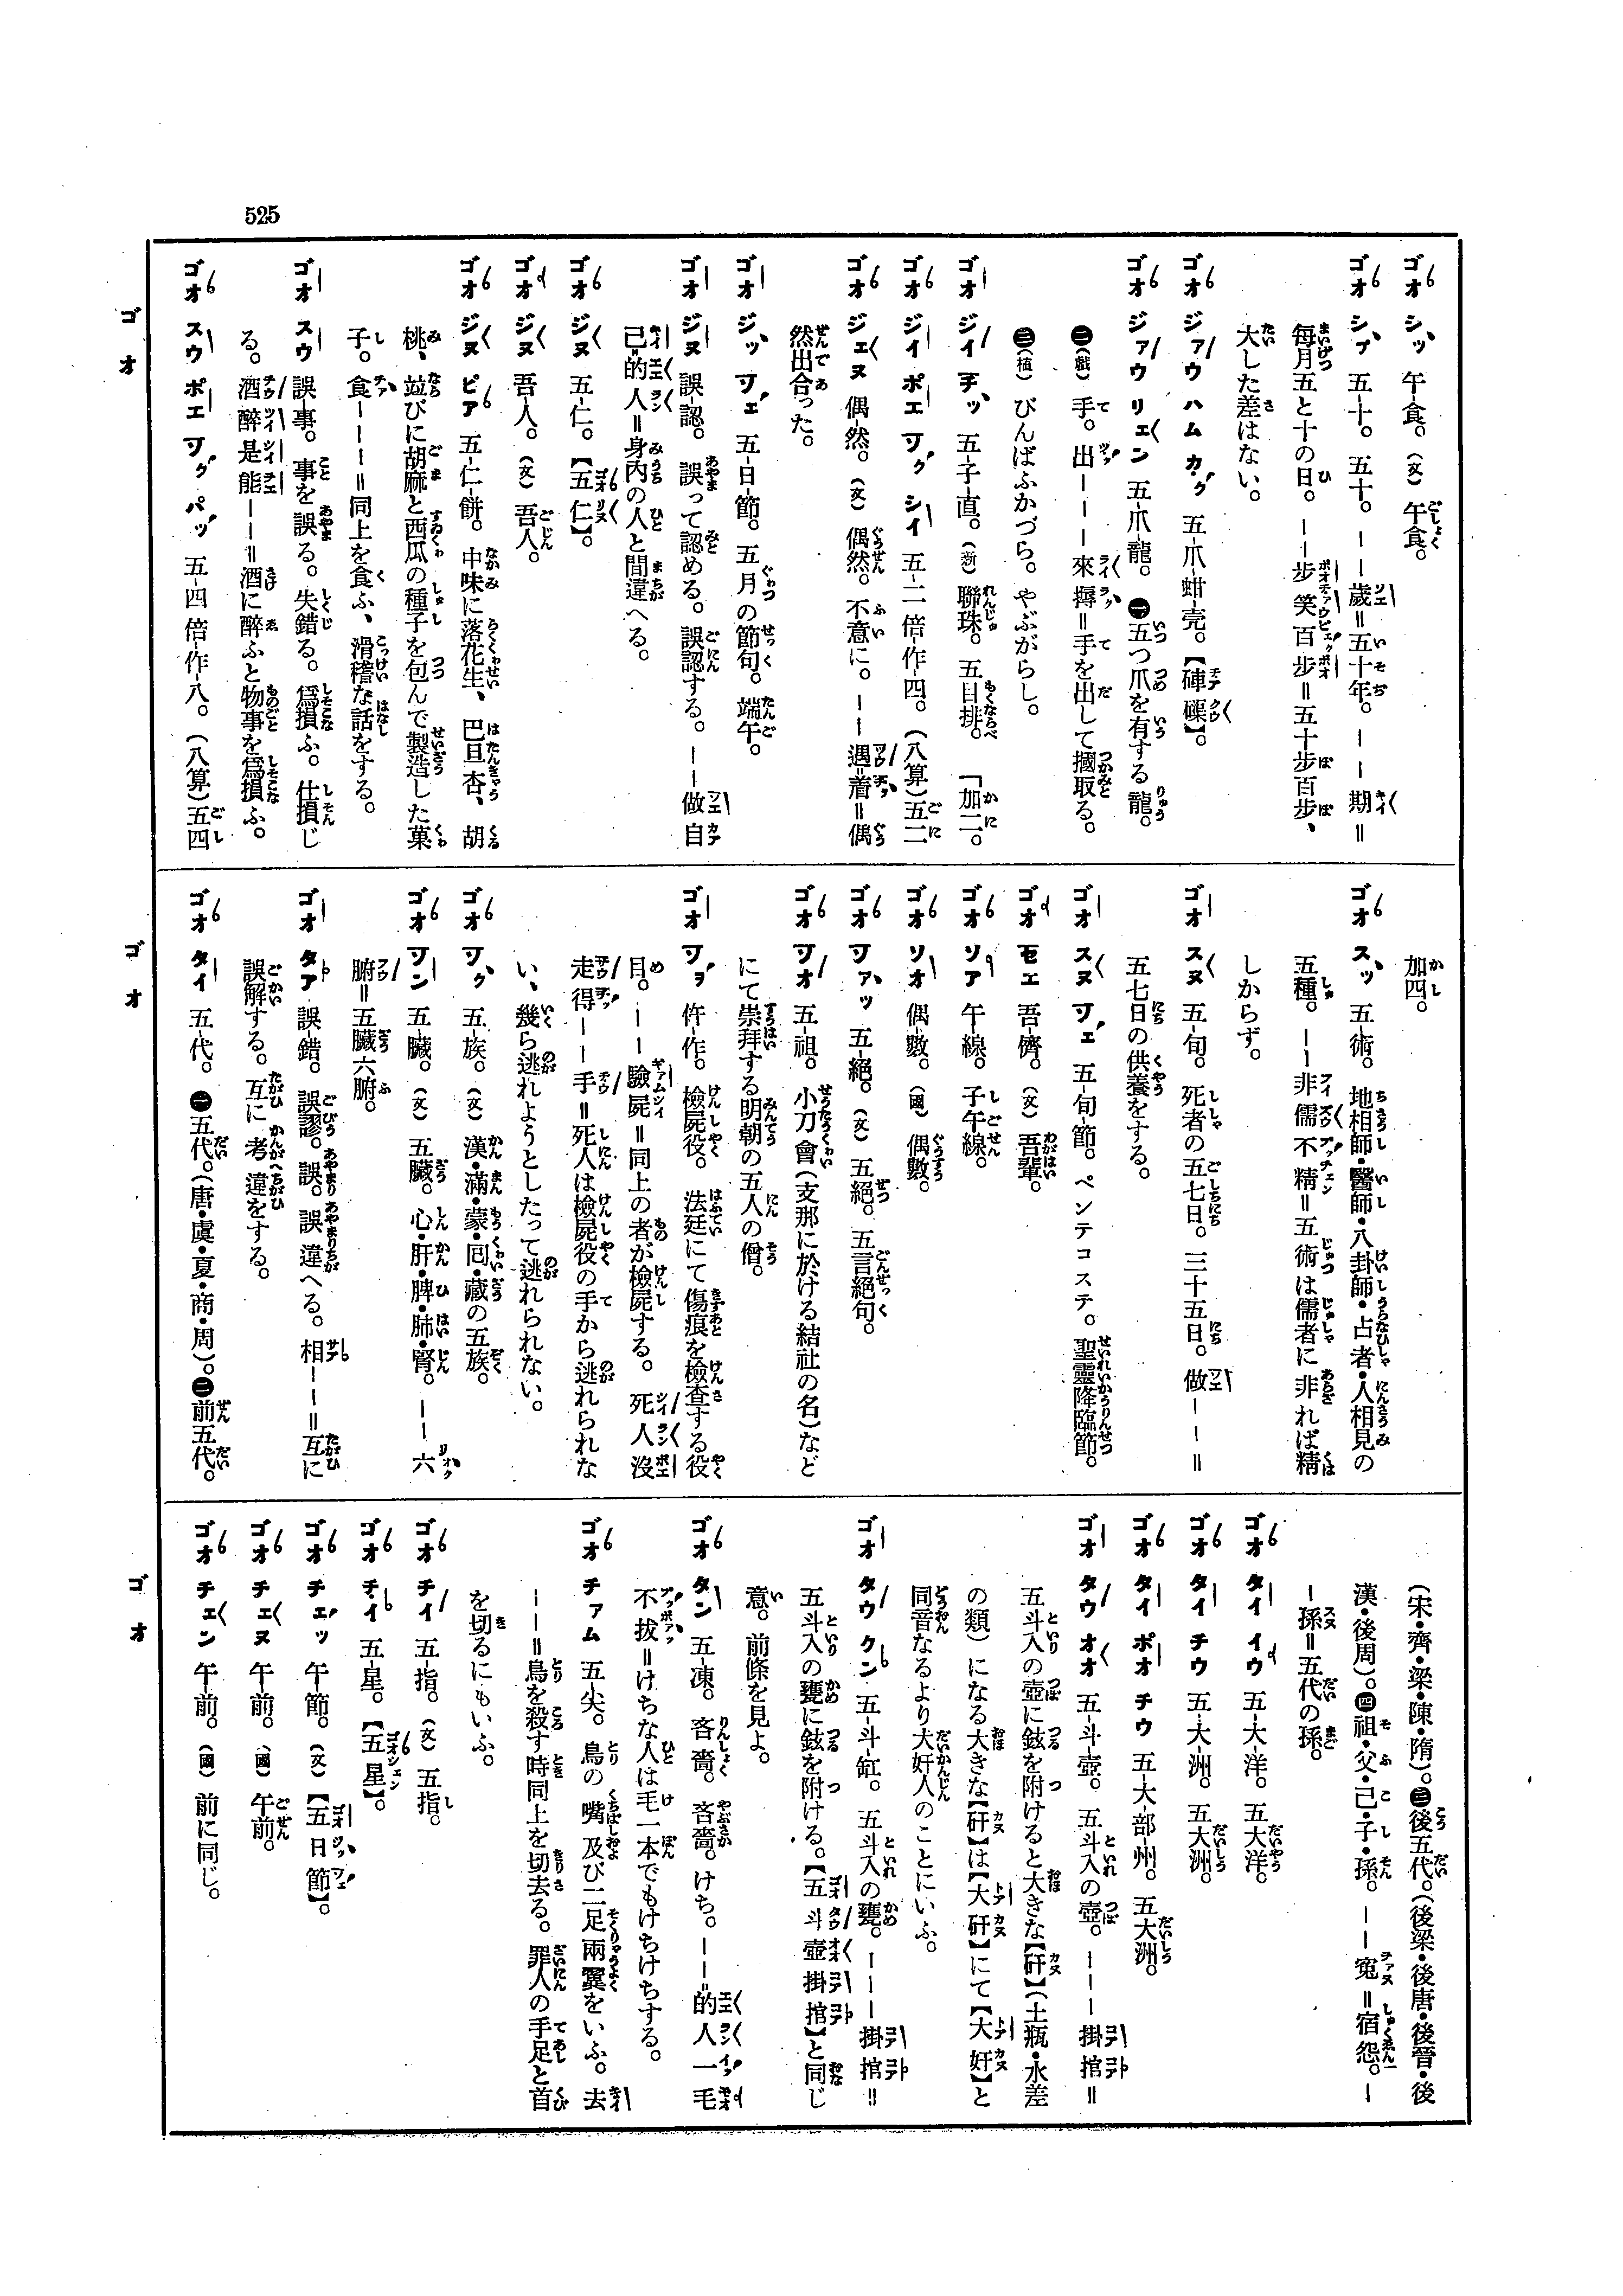 525
ゴオ シッ 午-食。(文) 午食。
ゴオ シプ 五-十。五十。－－歲＝五十年。－－期＝
每月五と十の日。－－步笑百步＝五十步百步、
大した差はない。
ゴオ ジァウ ハム カク 五-爪-蚶-壳。【硨磲】。
ゴオ ジァウ リェン 五-爪-龍。㊀五つ爪を有する龍。
㊁(戲) 手。出－－－來撏＝手を出して摑取る。
㊂(植) びんばふかづら。やぶがらし。
ゴオ ジイ チッ 五-子-直。(新) 聯珠。五目排。「加二。
ゴオ ジイ ポエ ソク シイ 五-二 倍-作-四。(八算)五二
ゴオ ジェヌ 偶-然。(文) 偶然。不意に。－－遇-着＝偶
然出合った。
ゴオ ジッ ソェ 五-日-節。五月の節句。端午。
ゴオ ジヌ 誤-認。誤って認める。誤認する。－－做自
己-的人＝身內の人と間違へる。
ゴオ ジヌ 五-仁。【五仁】。
ゴオ ジヌ 吾-人。(文) 吾人。
ゴオ ジヌ ピア 五-仁-餅。中味に落花生、巴旦杏、胡
桃、竝びに胡麻と西瓜の種子を包んで製造した菓
子。食－－－＝同上を食ふ、滑稽な話をする。
ゴオ スウ 誤-事。事を誤る。失錯る。爲損ふ。仕損じ
る。酒醉是能－－＝酒に醉ふと物事を爲損ふ。
ゴオ スウ ポエ ソク パッ 五-四 倍-作-八。(八算)五四
加四。
ゴオ スッ 五-術。地相師・醫師・八卦師・占者・人相見の
五種。－－非儒不精＝五術は儒者に非れば精
しからず。
ゴオ スヌ 五-旬。死者の五七日。三十五日。做－－＝
五七日の供養をする。
ゴオ スヌ ソェ 五-旬-節。ペンテコステ。聖靈降臨節。
ゴオ セェ 吾-儕。(文) 吾輩。
ゴオ ソア 午-線。子午線。
ゴオ ソオ 偶-數。(國) 偶數。
ゴオ ソァッ 五-絕。(文) 五絕。五言絕句。
ゴオ ソオ 五-祖。小刀會(支那に於ける結社の名)など
にて崇拜する明朝の五人の僧。
ゴオ ソヲ 仵-作。檢屍役。法廷にて傷痕を檢查する役
目。－－驗屍＝同上の者が檢屍する。死人沒
走得－－手＝死人は檢屍役の手から逃れられな
い、幾ら逃れようとしたって逃れられない。
ゴオ ソク 五-族。(文) 漢・滿・蒙・囘・藏の五族。
ゴオ ソン 五-臟。(文) 五臟。心・肝・脾・肺・腎。－－六
腑＝五臟六腑。
ゴオ タア 誤-錯。誤謬。誤。誤違へる。相－－＝互に
誤解する。互に考違をする。
ゴオ タイ 五-代。㊀五代。(唐・虞・夏・商・周)。㊁前五代。
(宋・齊・梁・陳・隋)。㊂後五代。(後梁・後唐・後晉・後
漢・後周)。㊃祖・父・己・子・孫。－－寃＝宿怨。－
－孫＝五代の孫。
ゴオ タイ イウ 五-大-洋。五大洋。
ゴオ タイ チウ 五-大-洲。五大洲。
ゴオ タイ ポオ チウ 五-大-部-州。五大洲。
ゴオ タウ オオ 五-斗-壺。五斗入の壺。－－－掛捾＝
五斗入の壺に鉉を附けると大きな【矸】(土瓶・水差
の類)になる大きな【矸】は【大矸】にて【大奸】と
同音なるより大奸人のことにいふ。
ゴオ タウ クン 五-斗-缸。五斗入の甕。－－－掛捾＝
五斗入の甕に鉉を附ける。【五斗壺掛捾】と同じ
意。前條を見よ。
ゴオ タン 五-凍。吝嗇。吝嗇。けち。－－-的人一毛
不拔＝けちな人は毛一本でもけちけちする。
ゴオ チァム 五-尖。鳥の嘴及び二足兩翼をいふ。去
－－＝鳥を殺す時同上を切去る。罪人の手足と首
を切るにもいふ。
ゴオ チイ 五-指。(文) 五指。
ゴオ チイ 五-星。【五星】。
ゴオ チェッ 午-節。(文) 【五日節】。
ゴオ チェヌ 午-前。(國) 午前。
ゴオ チェン 午-前。(國) 前に同じ。
ゴオ
ゴオ
ゴオ